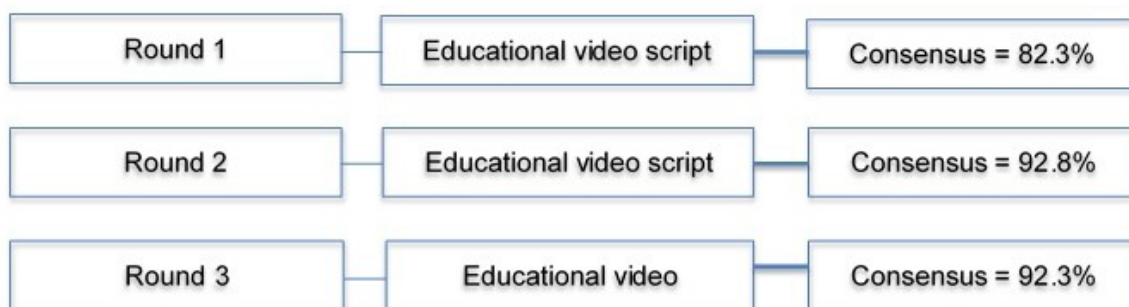 Round 1 Educational video script Consensus = 82.3%
Round 2 Educational video script Consensus = 92.8%
Round 3 Educational video Consensus = 92.3%